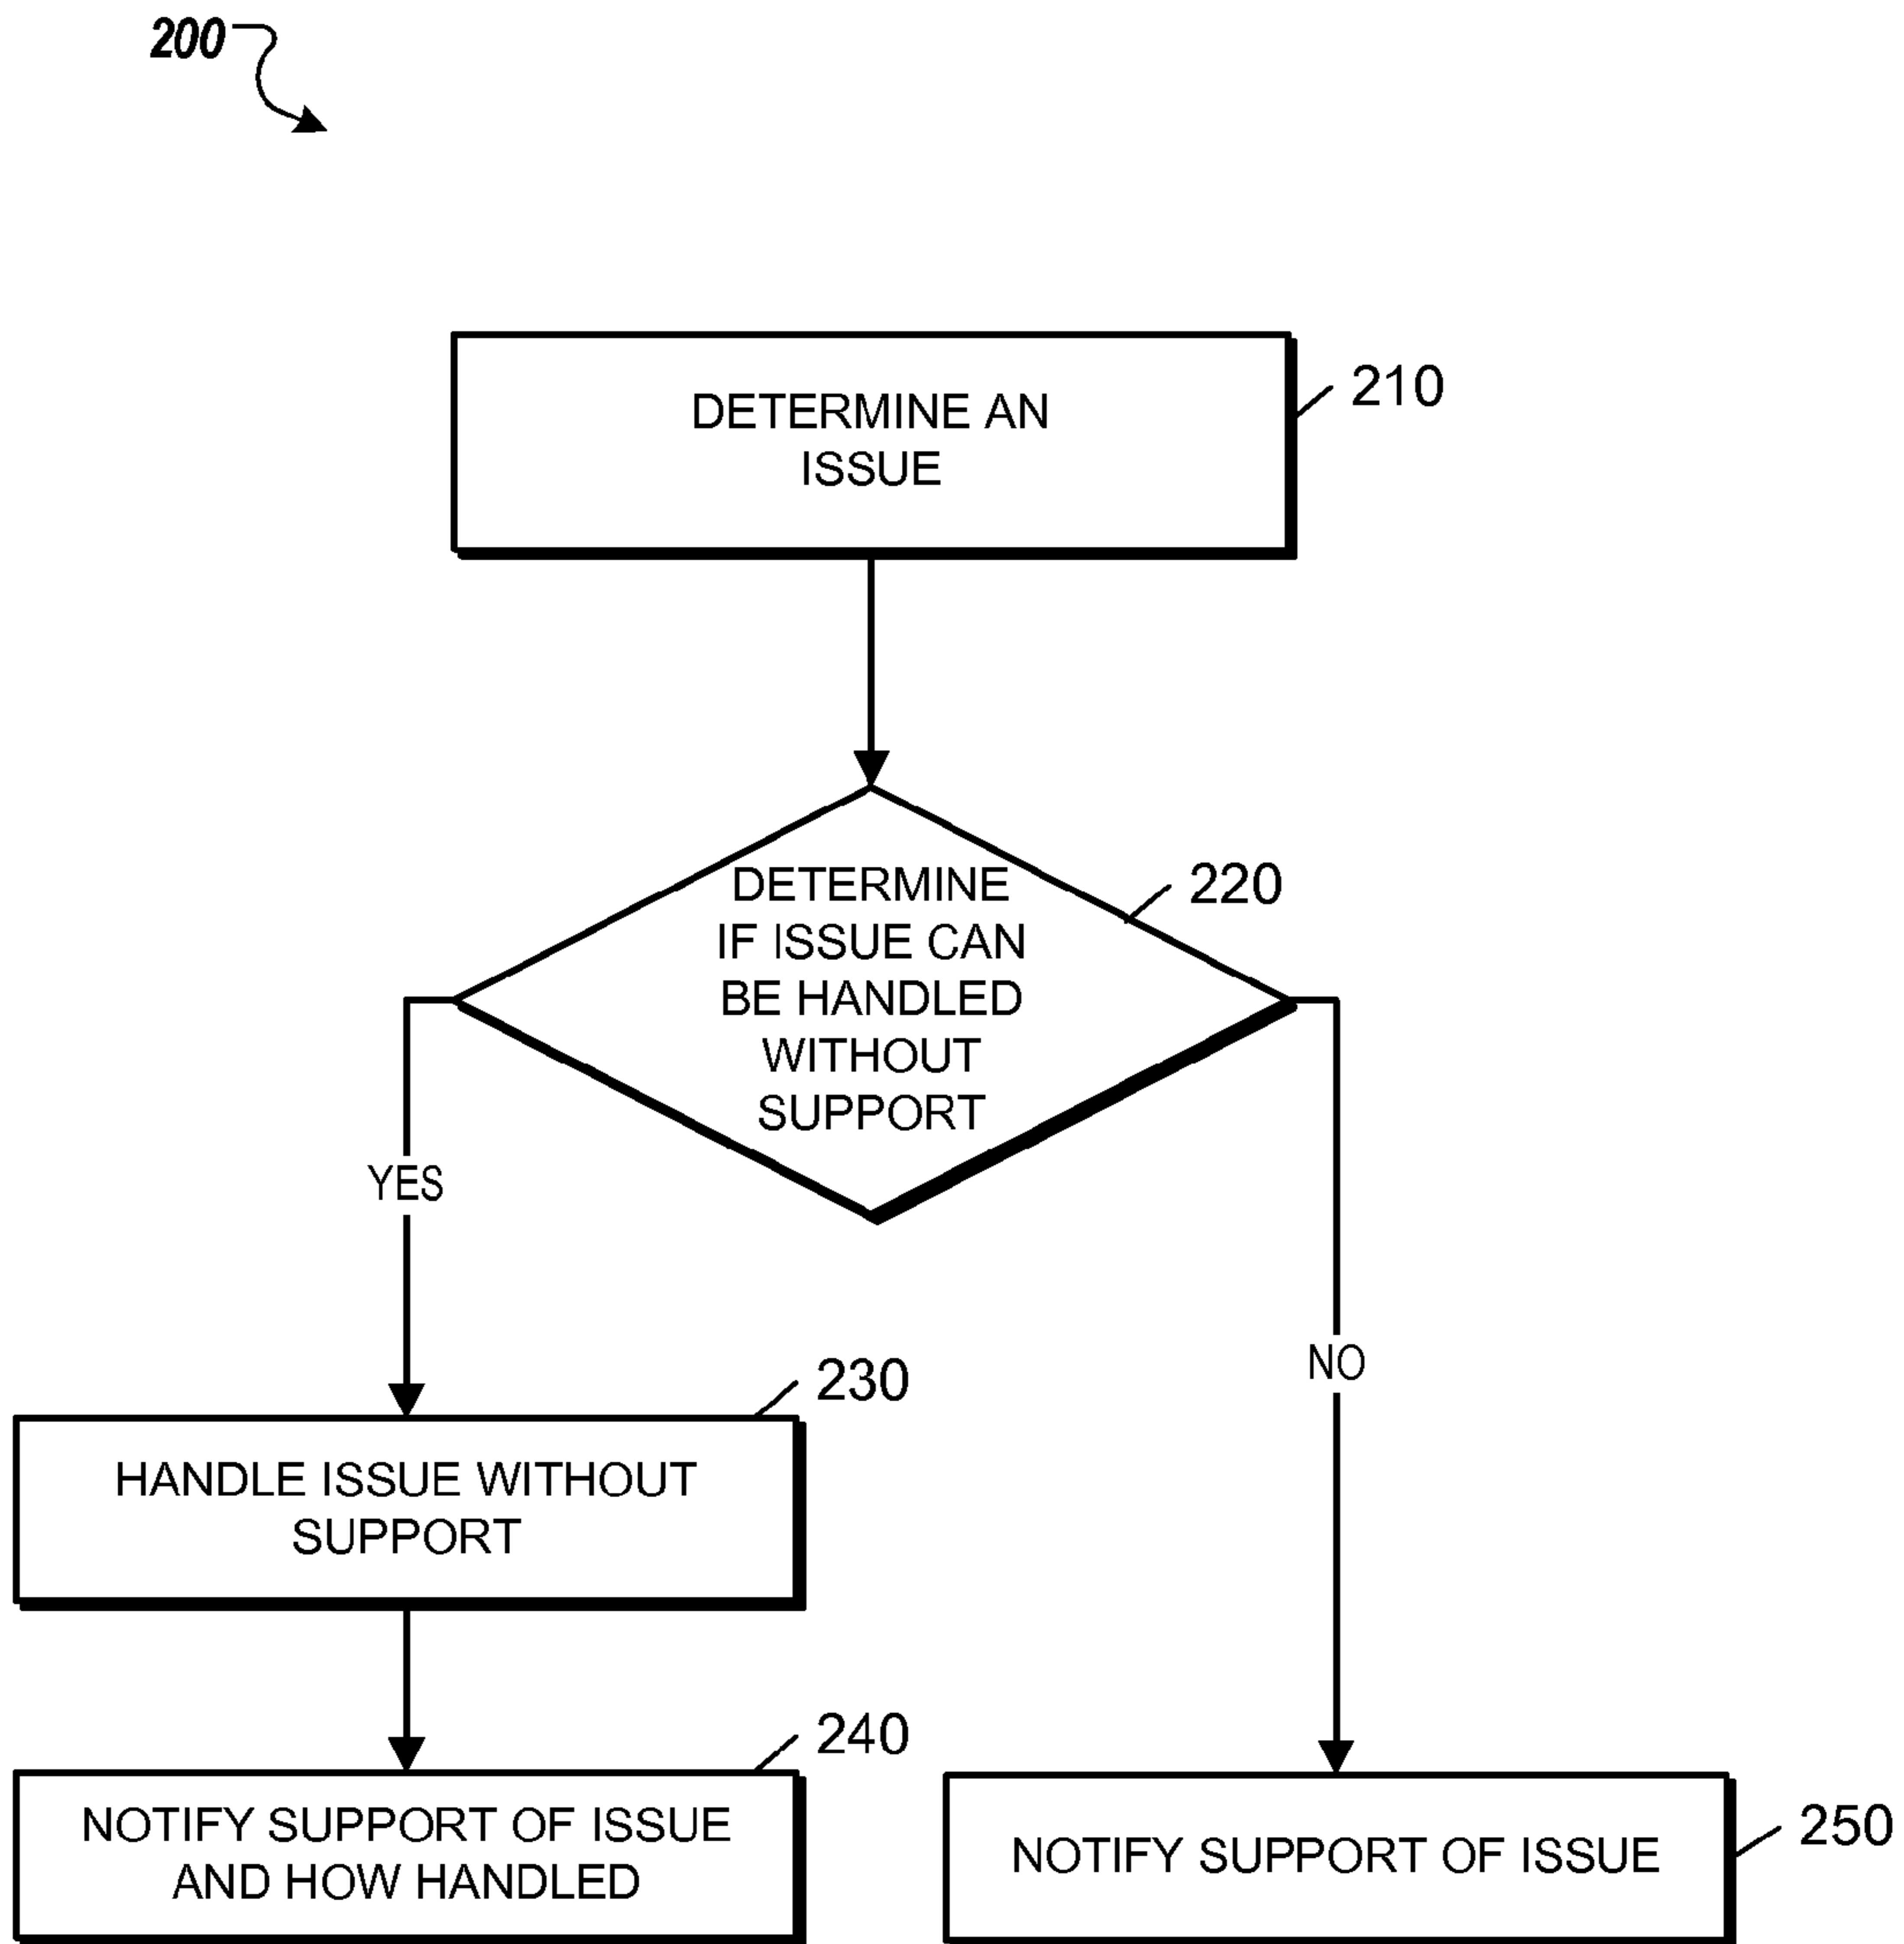 200
DETERMINE AN
ISSUE
210
DETERMINE
IF ISSUE CAN
BE HANDLED
WITHOUT
SUPPORT
220
YES
NO
230
HANDLE ISSUE WITHOUT
SUPPORT
240
NOTIFY SUPPORT OF ISSUE
AND HOW HANDLED
NOTIFY SUPPORT OF ISSUE
250